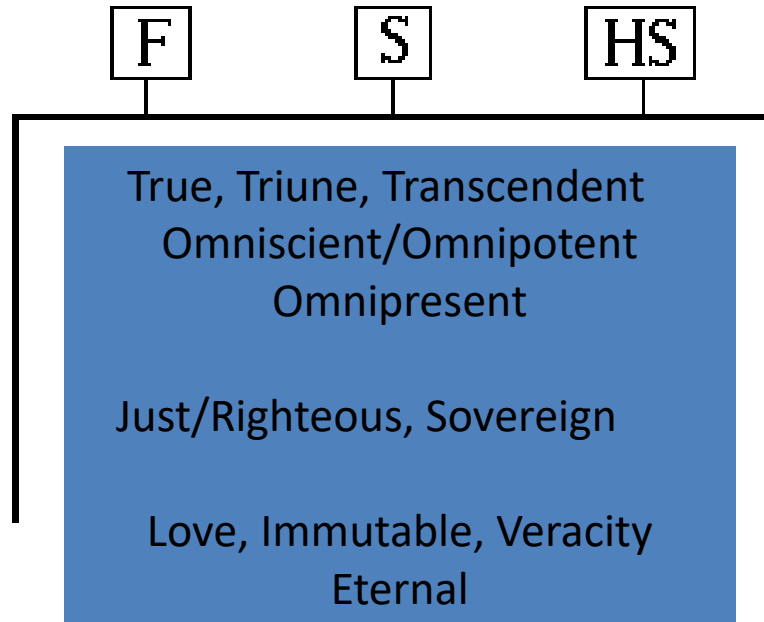 F S HS
True, Triune, Transcendent
Omniscient/Omnipotent
Omnipresent
Just/Righteous, Sovereign
Love, Immutable, Veracity
Eternal